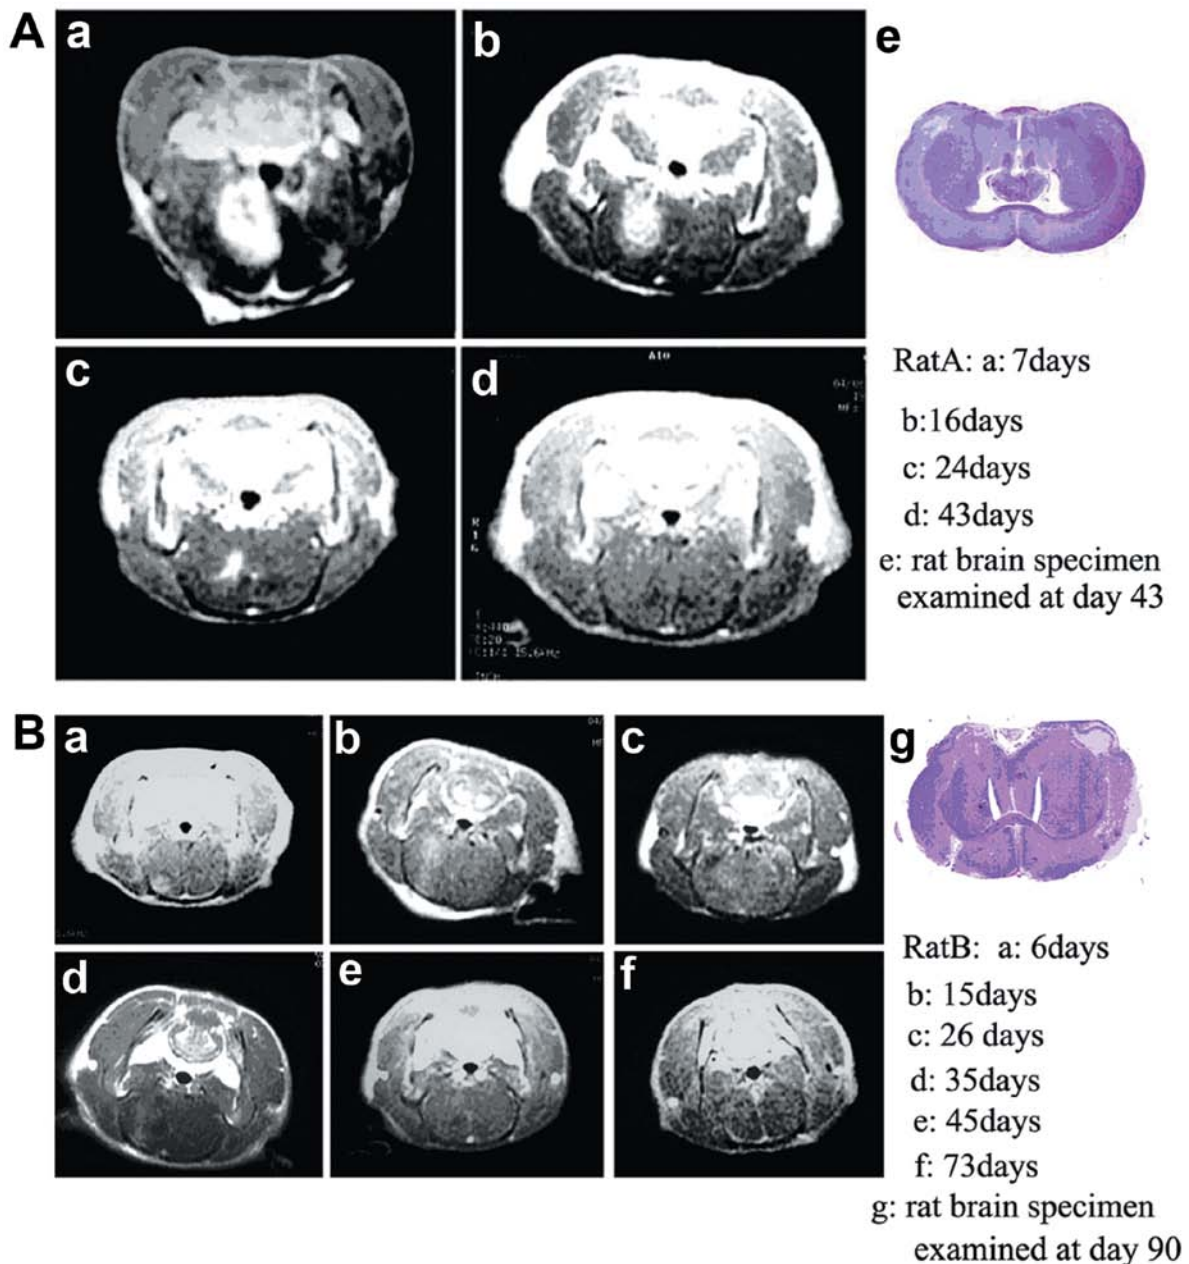 A
a
b
e
c
d
A10
RatA: a: 7days
b:16days
c: 24days
d: 43days
e: rat brain specimen
examined at day 43
B
a
b
c
g
d
e
f
RatB: a: 6days
b: 15days
c: 26 days
d: 35days
e: 45days
f: 73days
g: rat brain specimen
examined at day 90